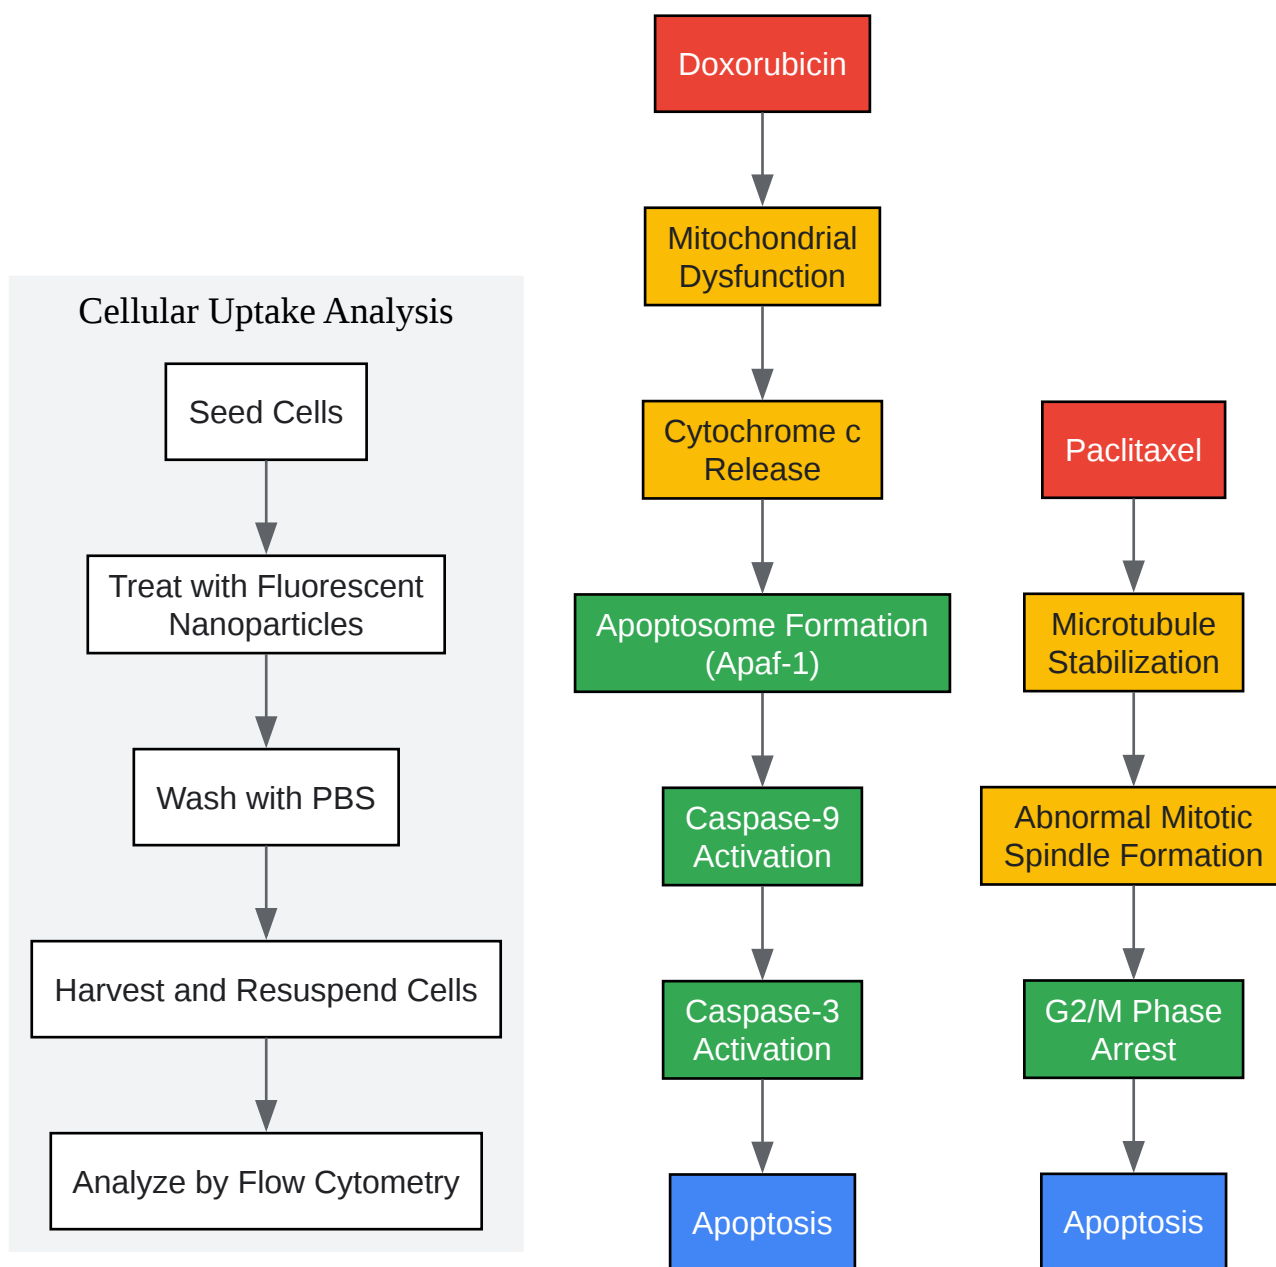 Cellular Uptake Analysis
Seed Cells
Treat with Fluorescent
Nanoparticles
Wash with PBS
Harvest and Resuspend Cells
Analyze by Flow Cytometry
Doxorubicin
Mitochondrial
Dysfunction
Cytochrome c
Release
Apoptosome Formation
(Apaf-1)
Caspase-9
Activation
Caspase-3
Activation
Apoptosis
Paclitaxel
Microtubule
Stabilization
Abnormal Mitotic
Spindle Formation
G2/M Phase
Arrest
Apoptosis